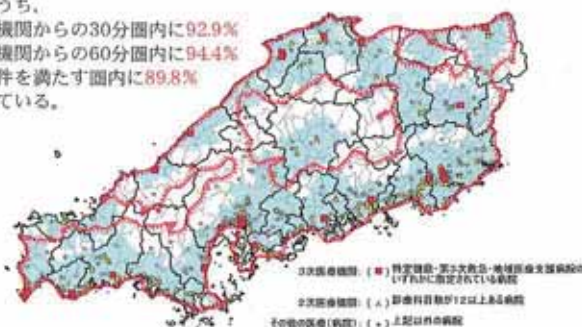 うち、
機関からの30分圏内に92.9%
機関からの60分圏内に94.4%
件を満たす圏内に89.8%
ている。
3次医療機関:(■)特定機能・第3次救急・地域医療支援病院の
いずれかに指定されている病院
2次医療機関:(▲)診療科目数が12以上ある病院
その他の医療(病院):(●)上記以外の病院